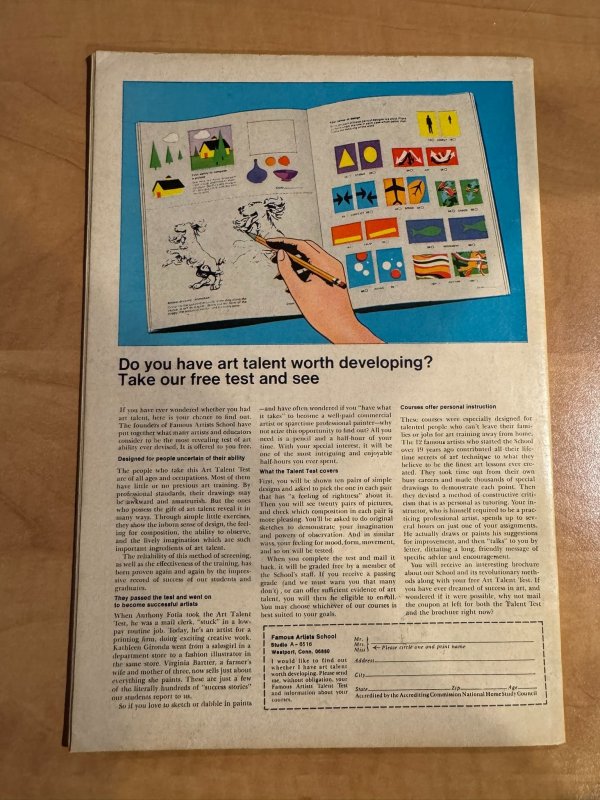 Do you have art talent worth developing?
Take our free test and see
If you have ever wondered whether you had
art talent, here is your chance to find out.
The founders of Famous Artists School have
put together what many artists and educators
consider to be the most revealing test of art
ability ever devised. It is offered to you free.
Designed for people uncertain of their ability
The people who take this Art Talent Test
are of all ages and occupations. Most of them
have little or no previous art training. By
professional standards, their drawings may
be awkward and amateurish. But the ones
who possess the gift of art talent reveal it in
many ways. Through simple little exercises,
they show the inborn sense of design, the feel-
ing for composition, the ability to observe,
and the lively imagination which are such
important ingredients of art talent.
The reliability of this method of screening,
as well as the effectiveness of the training, has
been proven again and again by the impres-
sive record of success of our students and
graduates.
They passed the test and went on
to become successful artists
When Anthony Fotia took the Art Talent
Test, he was a mail clerk, "stuck" in a low-
pay routine job. Today, he's an artist for a
printing firm, doing exciting creative work.
Kathleen Gironda went from a salesgirl in a
department store to a fashion illustrator in
the same store. Virginia Bartter, a farmer's
wife and mother of three, now sells just about
everything she paints. These are just a few
of the literally hundreds of "success stories"
our students report to us.
So if you love to sketch or dabble in paints
—and have often wondered if you "have what
it takes" to become a well-paid commercial
artist or sparetime professional painter—why
not seize this opportunity to find out? All you
need is a pencil and a half-hour of your
time. With your special interest, it will be
one of the most intriguing and enjoyable
half-hours you ever spent.
What the Talent Test covers
First, you will be shown ten pairs of simple
designs and asked to pick the one in each pair
that has "a feeling of rightness" about it.
Then you will see twenty pairs of pictures,
and check which composition in each pair is
more pleasing. You'll be asked to do original
sketches to demonstrate your imagination
and powers of observation. And in similar
ways, your feeling for mood, form, movement,
and so on will be tested.
When you complete the test and mail it
back, it will be graded free by a member of
the School's staff. If you receive a passing
grade (and we must warn you that many
don't), or can offer sufficient evidence of art
talent, you will then be eligible to enroll.
You may choose whichever of our courses is
best suited to your goals.
Courses offer personal instruction
These courses were especially designed for
talented people who can't leave their fami-
lies or jobs for art training away from home.
The 12 famous artists who started the School
over 19 years ago contributed all their life-
time secrets of art technique to what they
believe to be the finest art lessons ever cre-
ated. They took time out from their own
busy careers and made thousands of special
drawings to demonstrate each point. Then
they devised a method of constructive criti-
cism that is as personal as tutoring. Your in-
structor, who is himself required to be a prac-
ticing professional artist, spends up to sev-
eral hours on just one of your assignments.
He actually draws or paints his suggestions
for improvement, and then "talks" to you by
letter, dictating a long, friendly message of
specific advice and encouragement.
You will receive an interesting brochure
about our School and its revolutionary meth-
ods along with your free Art Talent Test. If
you have ever dreamed of success in art, and
wondered if it were possible, why not mail
the coupon at left for both the Talent Test
and the brochure right now?
Famous Artists School
Studio A-6516
Westport, Conn. 06880
I would like to find out
whether I have art talent
worth developing. Please send
me, without obligation, your
Famous Artists Talent Test
and information about your
courses.
Mr.
Mrs.
Miss
Please circle one and print name
Address
City
State Zip Age
Accredited by the Accrediting Commission National Home Study Council